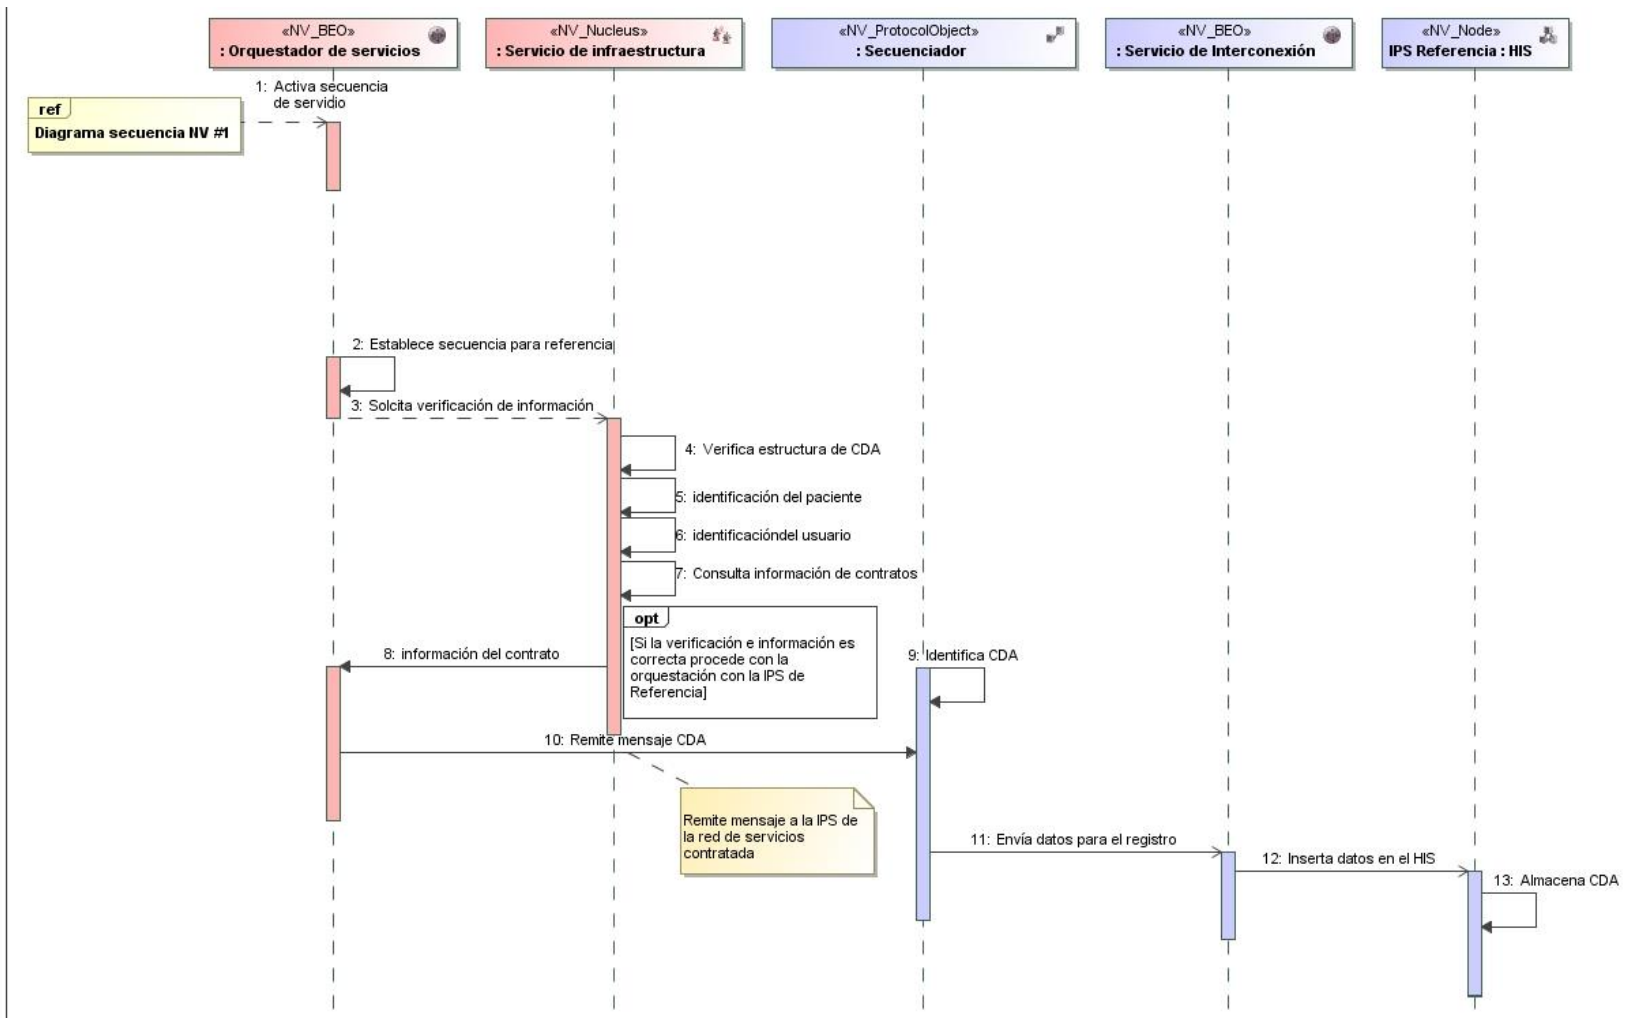 «NV_BEO»
: Orquestador de servicios
«NV_Nucleus»
: Servicio de infraestructura
«NV_ProtocolObject»
: Secuenciador
«NV_BEO»
: Servicio de Interconexión
«NV_Node»
IPS Referencia : HIS
1: Activa secuencia
de servidio
ref
Diagrama secuencia NV #1
2: Establece secuencia para referencia
3: Solcita verificación de información
4: Verifica estructura de CDA
5: identificación del paciente
6: identificacióndel usuario
7: Consulta información de contratos
opt
[Si la verificación e información es
correcta procede con la
orquestación con la IPS de
Referencia]
8: información del contrato
9: Identifica CDA
10: Remite mensaje CDA
Remite mensaje a la IPS de
la red de servicios
contratada
11: Envía datos para el registro
12: Inserta datos en el HIS
13: Almacena CDA